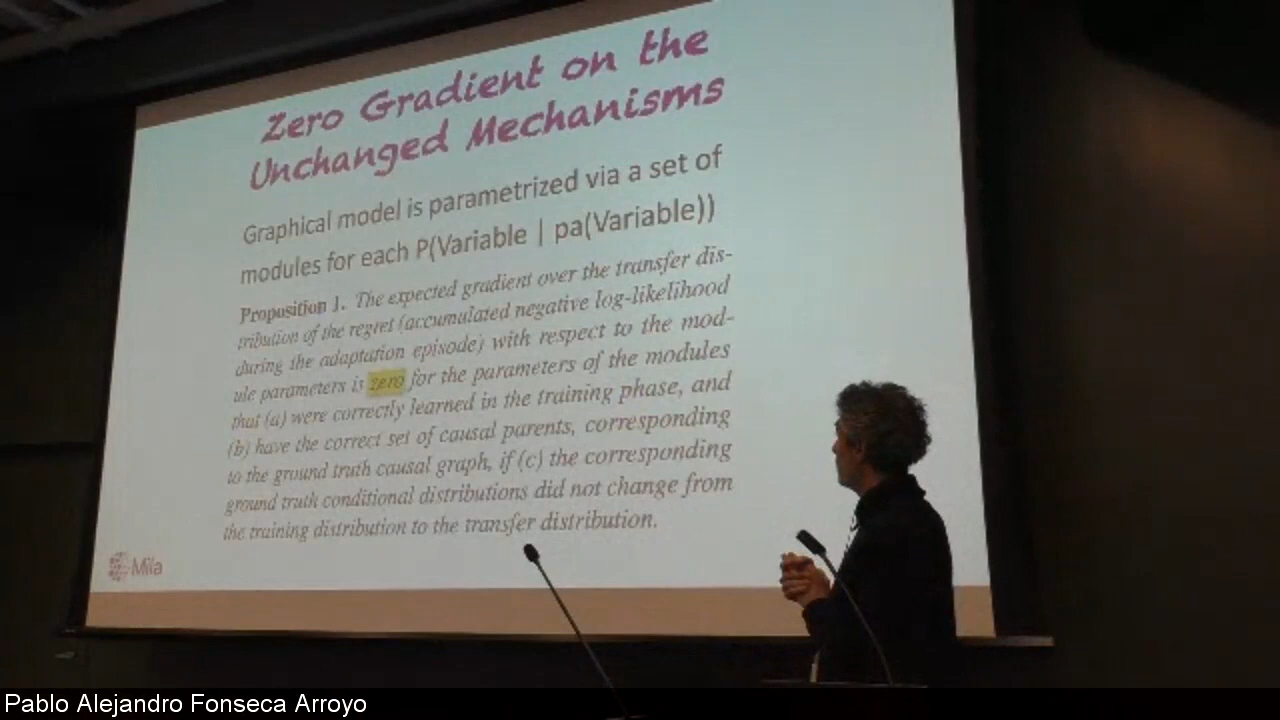 Zero Gradient on the
Unchanged Mechanisms
Graphical model is parametrized via a set of
modules for each P(Variable | pa(Variable))
Proposition 1. The expected gradient over the transfer dis-
tribution of the regret (accumulated negative log-likelihood
during the adaptation episode) with respect to the mod-
ule parameters is zero for the parameters of the modules
that (a) were correctly learned in the training phase, and
(b) have the correct set of causal parents, corresponding
to the ground truth causal graph, if (c) the corresponding
ground truth conditional distributions did not change from
the training distribution to the transfer distribution.
Mila
Pablo Alejandro Fonseca Arroyo